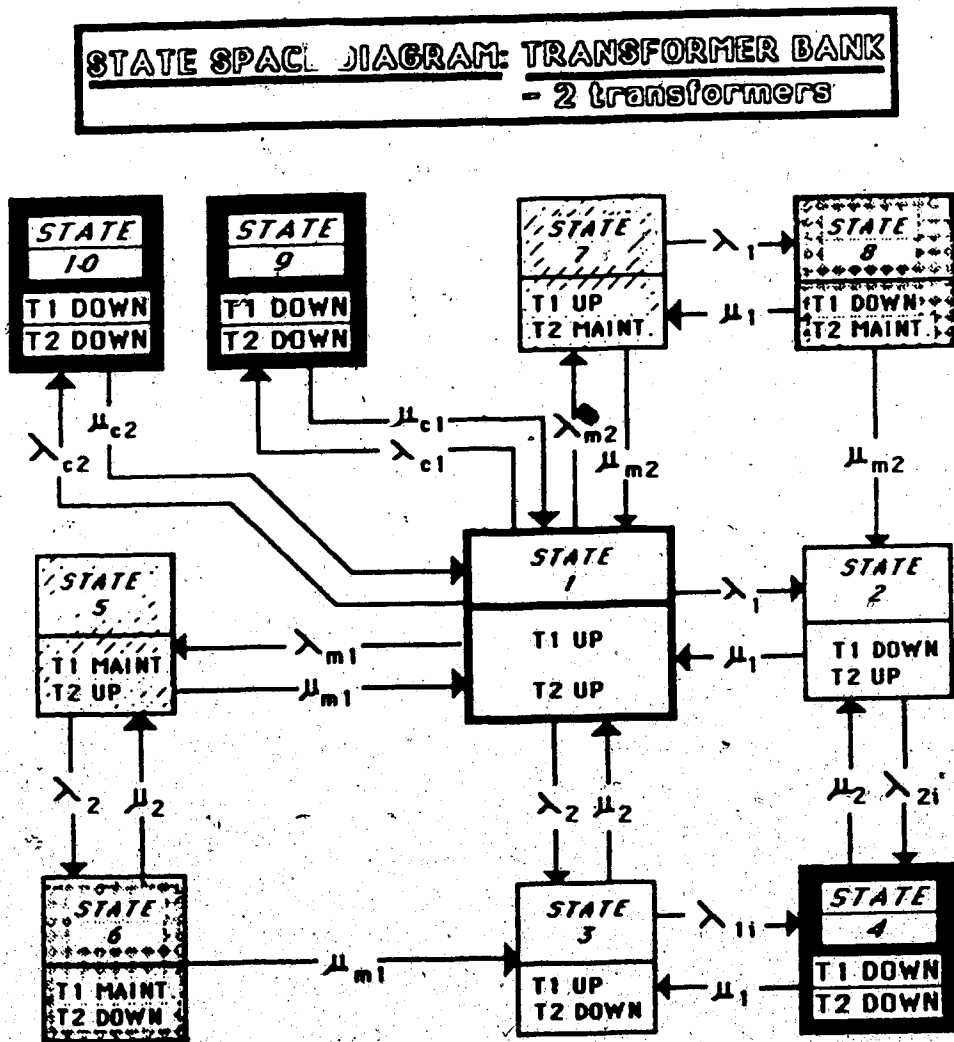 STATE SPAC DIAGRAM: TRANSFORMER BANK
- 2 transformers
STATE
10
T1 DOWN
T2 DOWN
STATE
9
T1 DOWN
T2 DOWN
STATE
7
T1 UP
T2 MAINT.
λ1
μ1
STATE
8
T1 DOWN
T2 MAINT.
λc2
μc2
μc1
λc1
λm2
μm2
μm2
STATE
5
T1 MAINT
T2 UP
λm1
μm1
STATE
1
T1 UP
T2 UP
λ1
μ1
STATE
2
T1 DOWN
T2 UP
λ2
μ2
λ2
μ2
μ2
λ2i
STATE
6
T1 MAINT.
T2 DOWN
μm1
STATE
3
T1 UP
T2 DOWN
λ1i
μ1
STATE
4
T1 DOWN
T2 DOWN